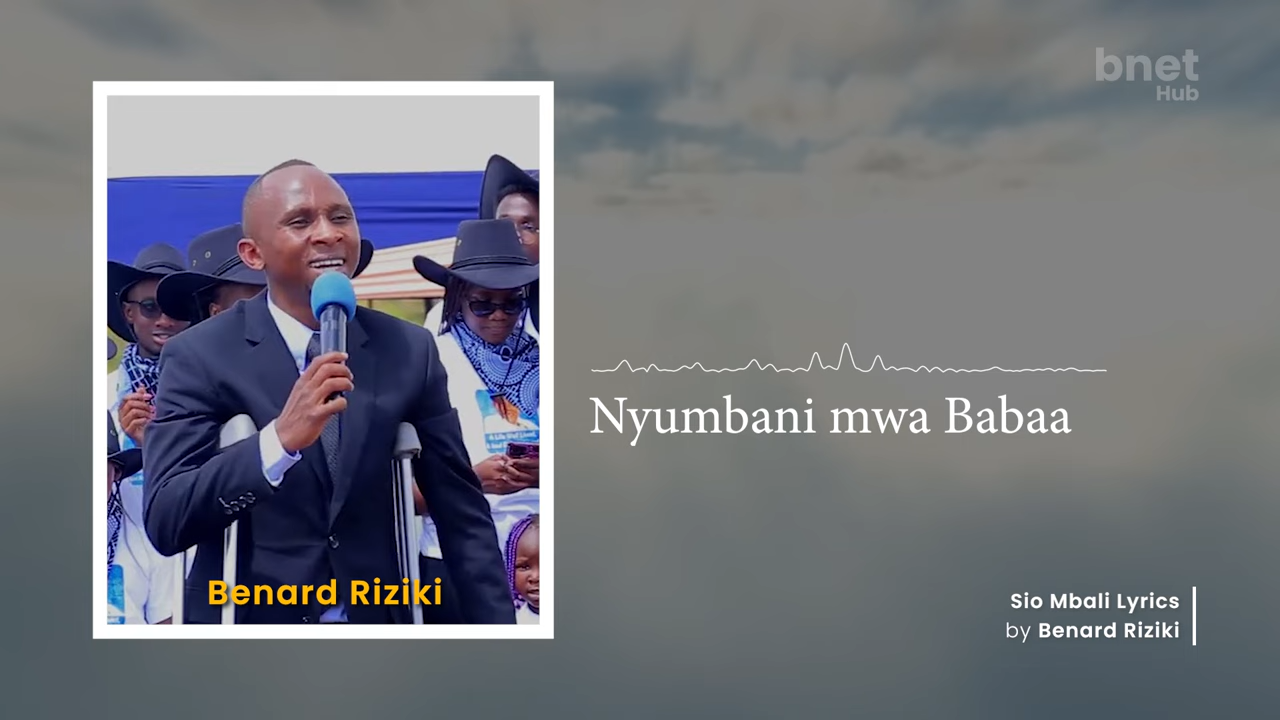 bnet
Hub
Nyumbani mwa Babaa
Benard Riziki
Sio Mbali Lyrics
by Benard Riziki